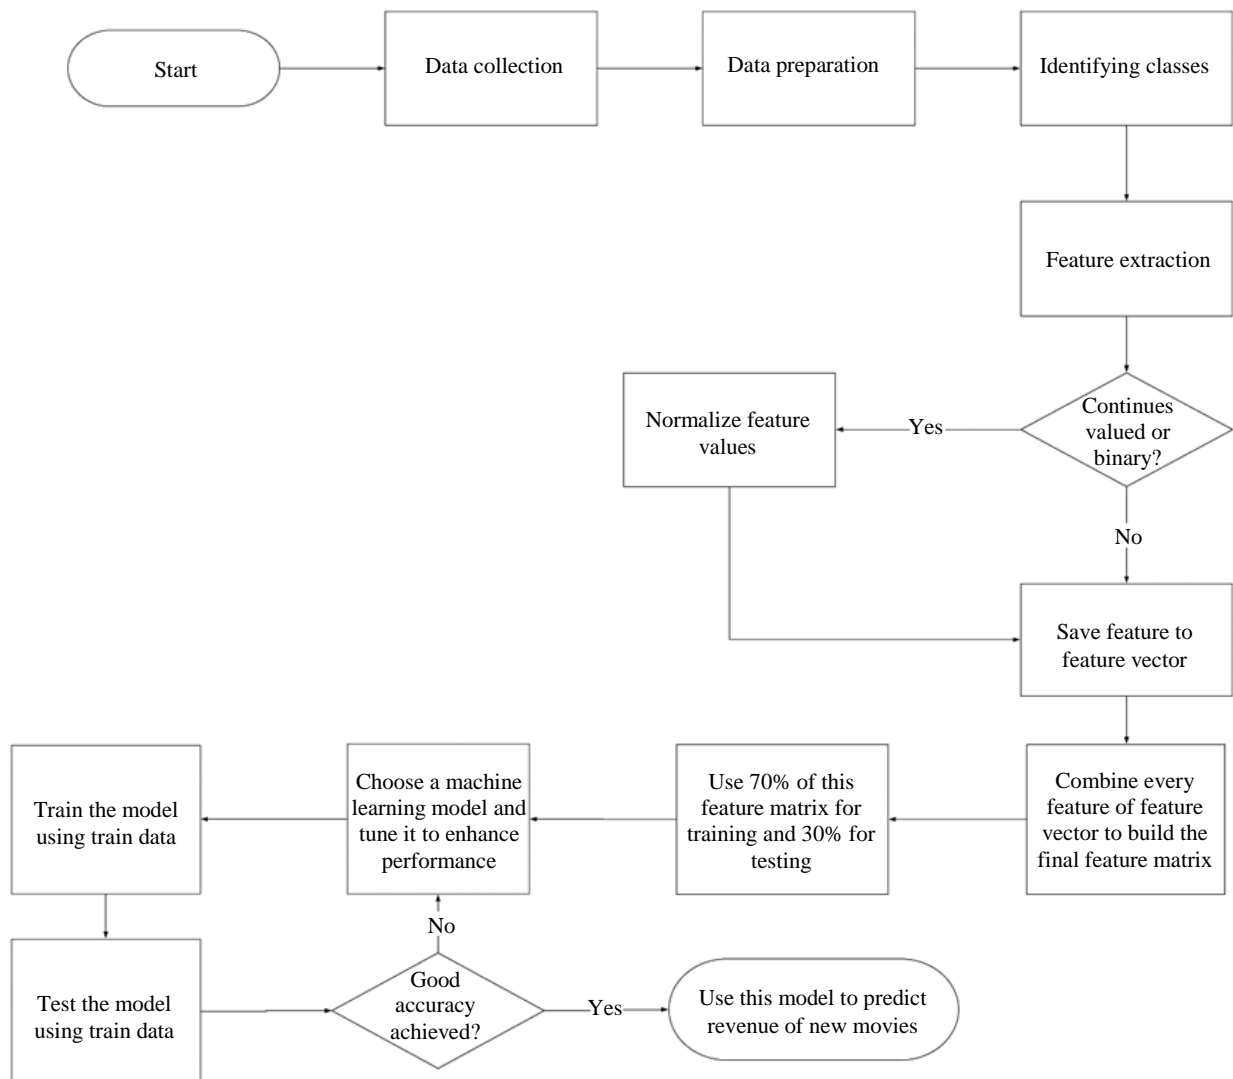 Start
Data collection
Data preparation
Identifying classes
Feature extraction
Continues
valued or
binary?
Yes
Normalize feature
values
No
Save feature to
feature vector
Combine every
feature of feature
vector to build the
final feature matrix
Use 70% of this
feature matrix for
training and 30% for
testing
Choose a machine
learning model and
tune it to enhance
performance
Train the model
using train data
Test the model
using train data
Good
accuracy
achieved?
No
Yes
Use this model to predict
revenue of new movies